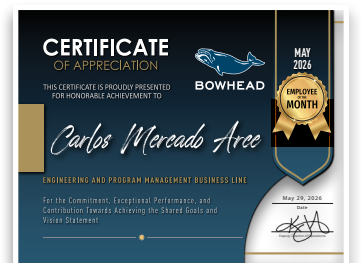 CERTIFICATE
OF APPRECIATION
THIS CERTIFICATE IS PROUDLY PRESENTED
FOR HONORABLE ACHIEVEMENT TO
BOWHEAD
MAY
2026
EMPLOYEE
OF THE
MONTH
Carlos Mercado Arce
ENGINEERING AND PROGRAM MANAGEMENT BUSINESS LINE
For the Commitment, Exceptional Performance, and
Contribution Towards Achieving the Shared Goals and
Vision Statement
May 29, 2026
Date